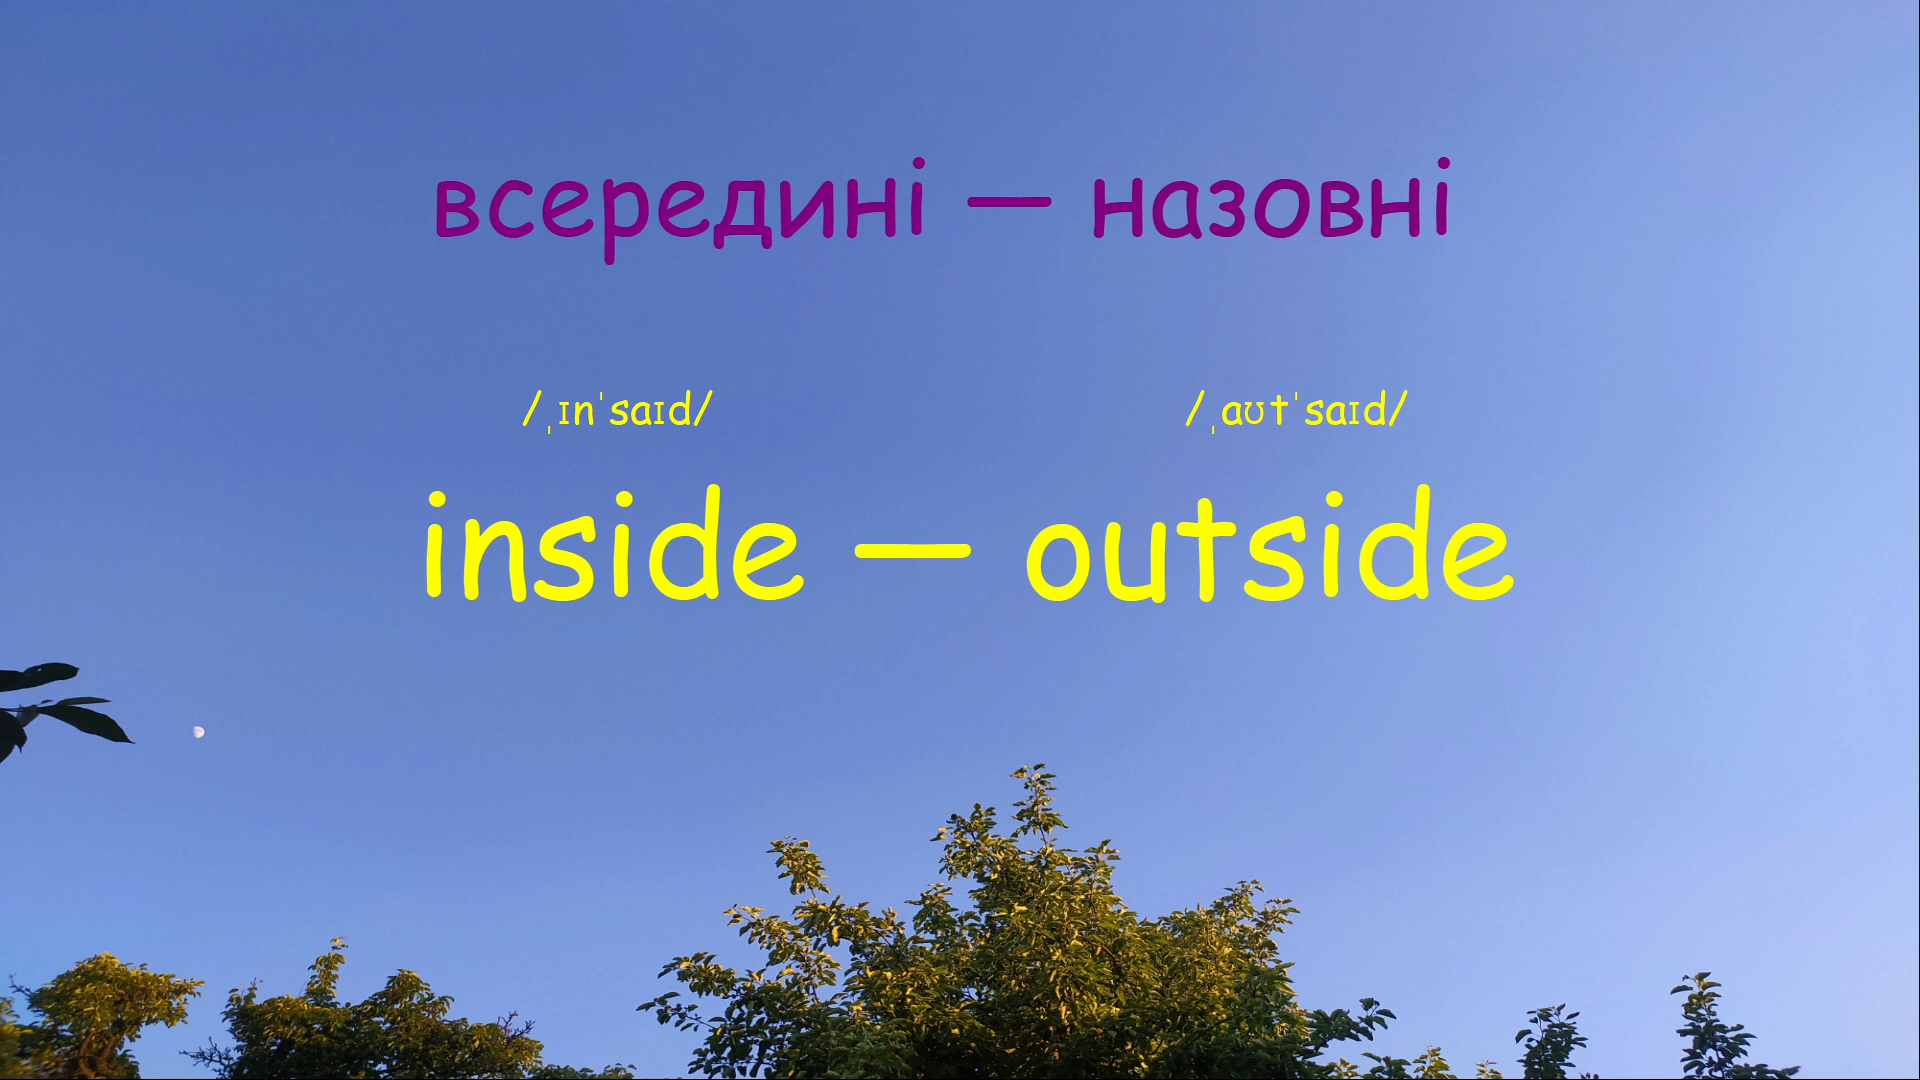 всередині — назовні
/ˌɪnˈsaɪd/ /ˌaʊtˈsaɪd/
inside — outside